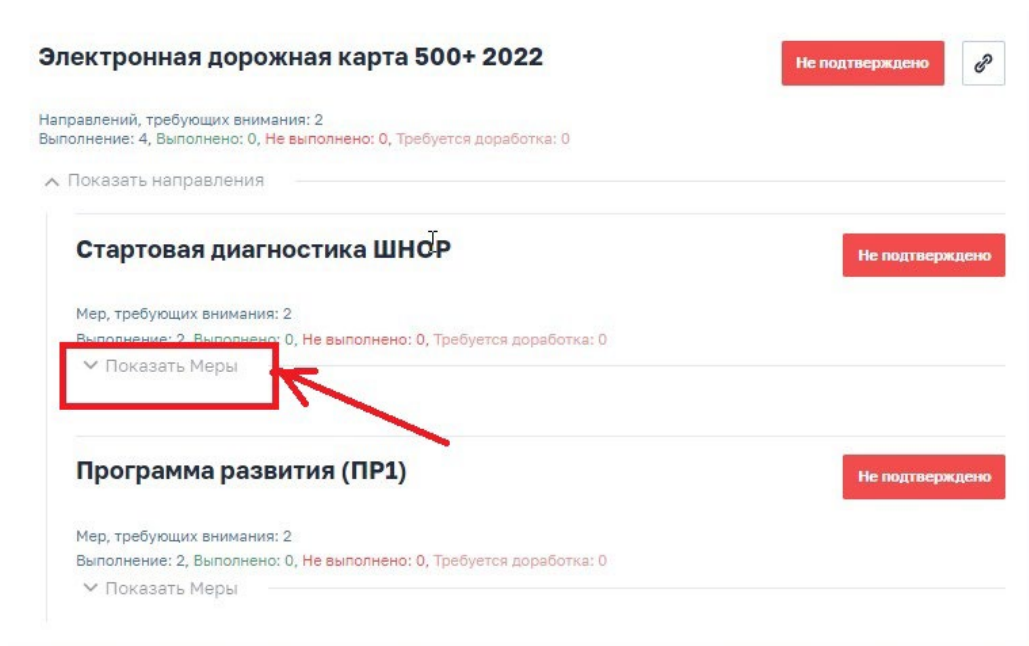 Электронная дорожная карта 500+ 2022
Не подтверждено
Направлений, требующих внимания: 2
Выполнение: 4, Выполнено: 0, Не выполнено: 0, Требуется доработка: 0
Показать направления
Стартовая диагностика ШНОР
Не подтверждено
Мер, требующих внимания: 2
Выполнение: 2, Выполнено: 0, Не выполнено: 0, Требуется доработка: 0
Показать Меры
Программа развития (ПР1)
Не подтверждено
Мер, требующих внимания: 2
Выполнение: 2, Выполнено: 0, Не выполнено: 0, Требуется доработка: 0
Показать Меры